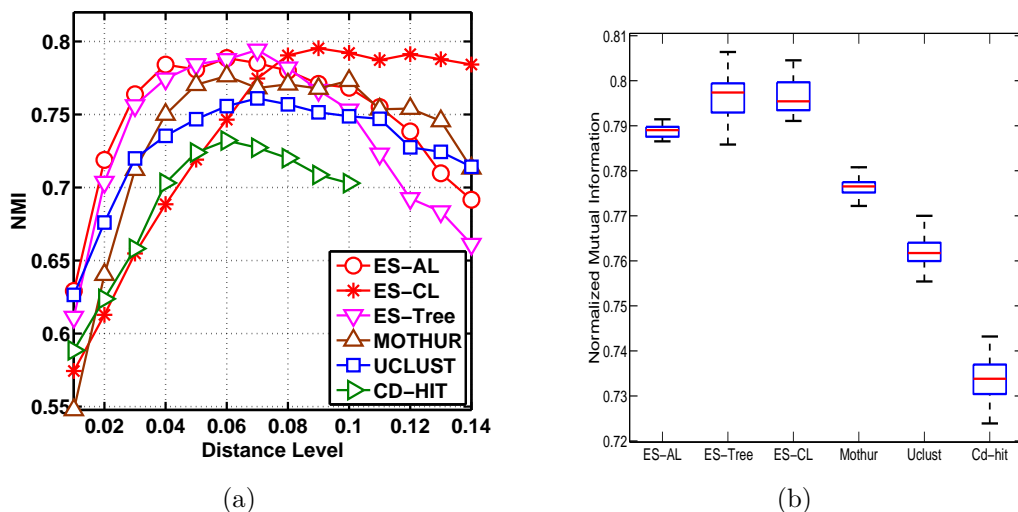 NMI
0.8
0.75
0.7
0.65
0.6
0.55
0.02 0.04 0.06 0.08 0.1 0.12 0.14
Distance Level
ES−AL
ES−CL
ES−Tree
MOTHUR
UCLUST
CD−HIT
(a)
Normalized Mutual Information
0.81
0.8
0.79
0.78
0.77
0.76
0.75
0.74
0.73
0.72
ES−AL ES−Tree ES−CL Mothur Uclust Cd−hit
(b)